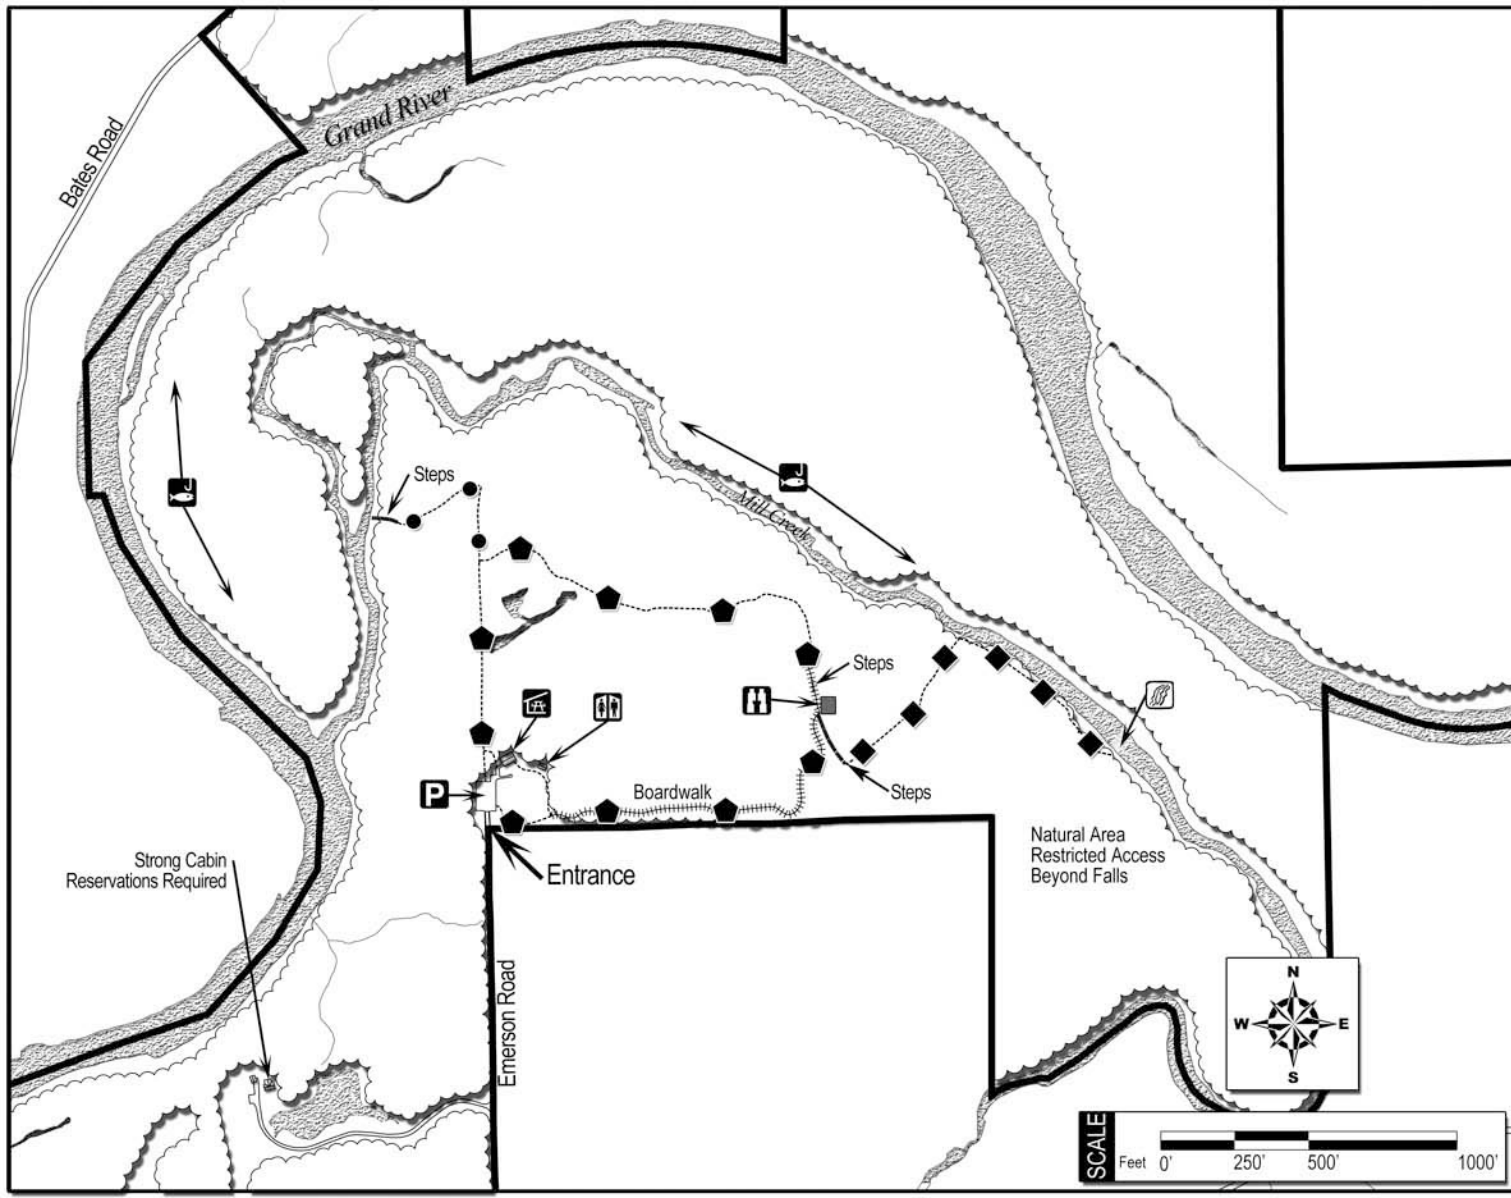 Grand River
Bates Road
Steps
Mill Creek
Steps
P
Boardwalk
Steps
Entrance
Strong Cabin
Reservations Required
Natural Area
Restricted Access
Beyond Falls
Emerson Road
N
W E
S
SCALE
Feet 0' 250' 500' 1000'